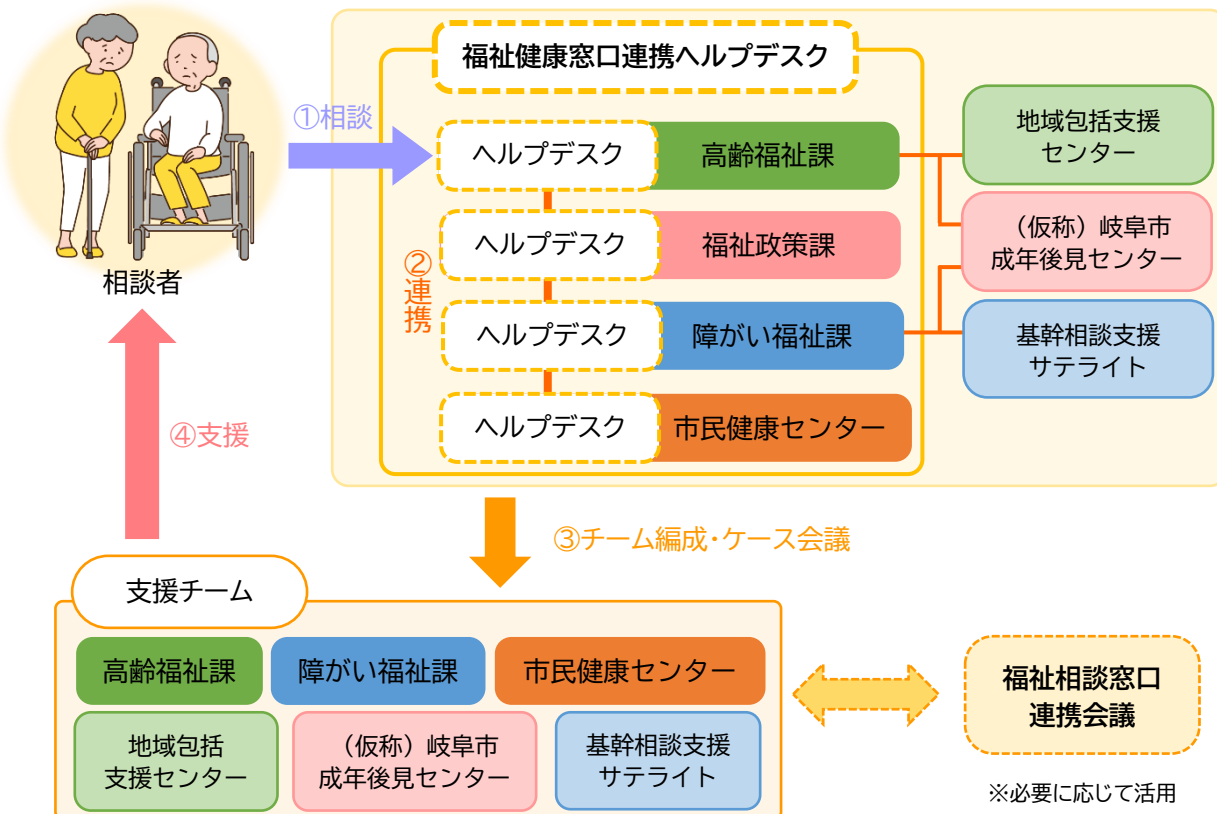 福祉健康窓口連携ヘルプデスク
①相談
相談者
ヘルプデスク
高齢福祉課
ヘルプデスク
福祉政策課
ヘルプデスク
障がい福祉課
ヘルプデスク
市民健康センター
②連携
地域包括支援
センター
（仮称）岐阜市
成年後見センター
基幹相談支援
サテライト
③チーム編成・ケース会議
④支援
支援チーム
高齢福祉課
障がい福祉課
市民健康センター
地域包括
支援センター
（仮称）岐阜市
成年後見センター
基幹相談支援
サテライト
福祉相談窓口
連携会議
※必要に応じて活用